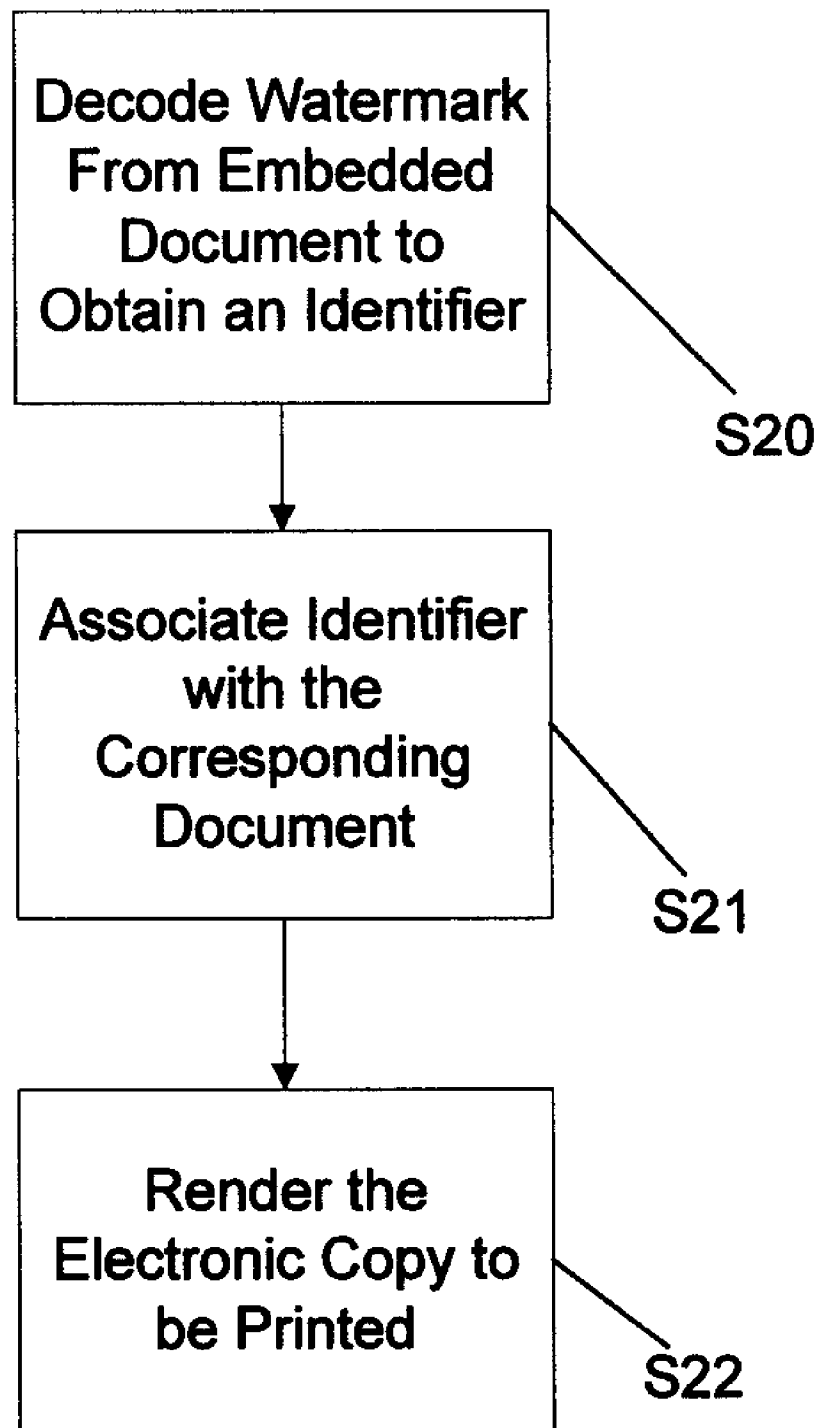 Decode Watermark
From Embedded
Document to
Obtain an Identifier
S20
Associate Identifier
with the
Corresponding
Document
S21
Render the
Electronic Copy to
be Printed
S22